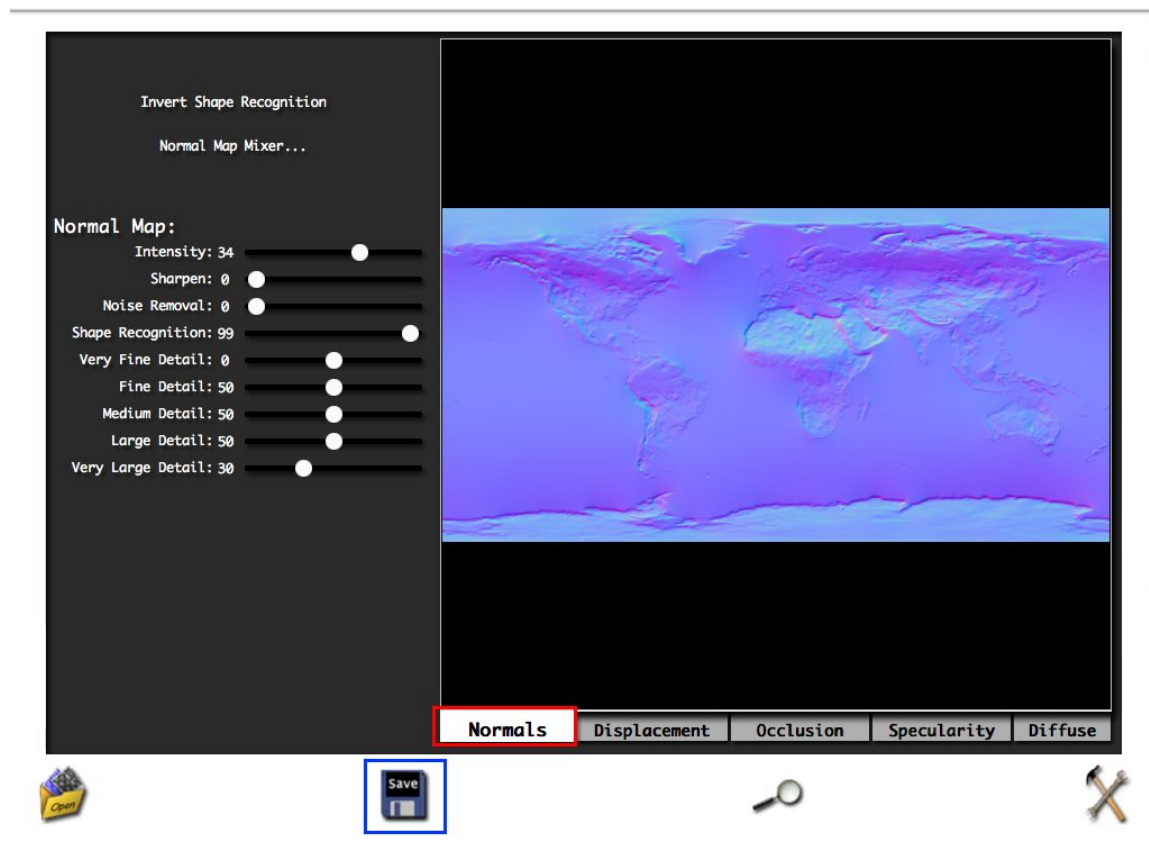 Invert Shape Recognition
Normal Map Mixer...
Normal Map:
Intensity: 34
Sharpen: 0
Noise Removal: 0
Shape Recognition: 99
Very Fine Detail: 0
Fine Detail: 50
Medium Detail: 50
Large Detail: 50
Very Large Detail: 30
Normals Displacement Occlusion Specularity Diffuse
Open Save